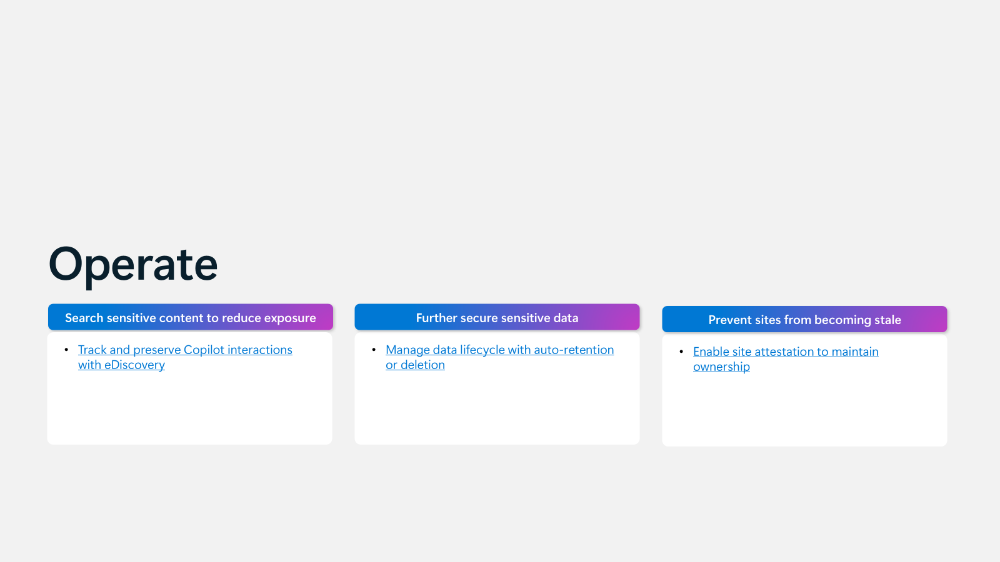 Operate
Search sensitive content to reduce exposure
• Track and preserve Copilot interactions
with eDiscovery
Further secure sensitive data
• Manage data lifecycle with auto-retention
or deletion
Prevent sites from becoming stale
• Enable site attestation to maintain
ownership